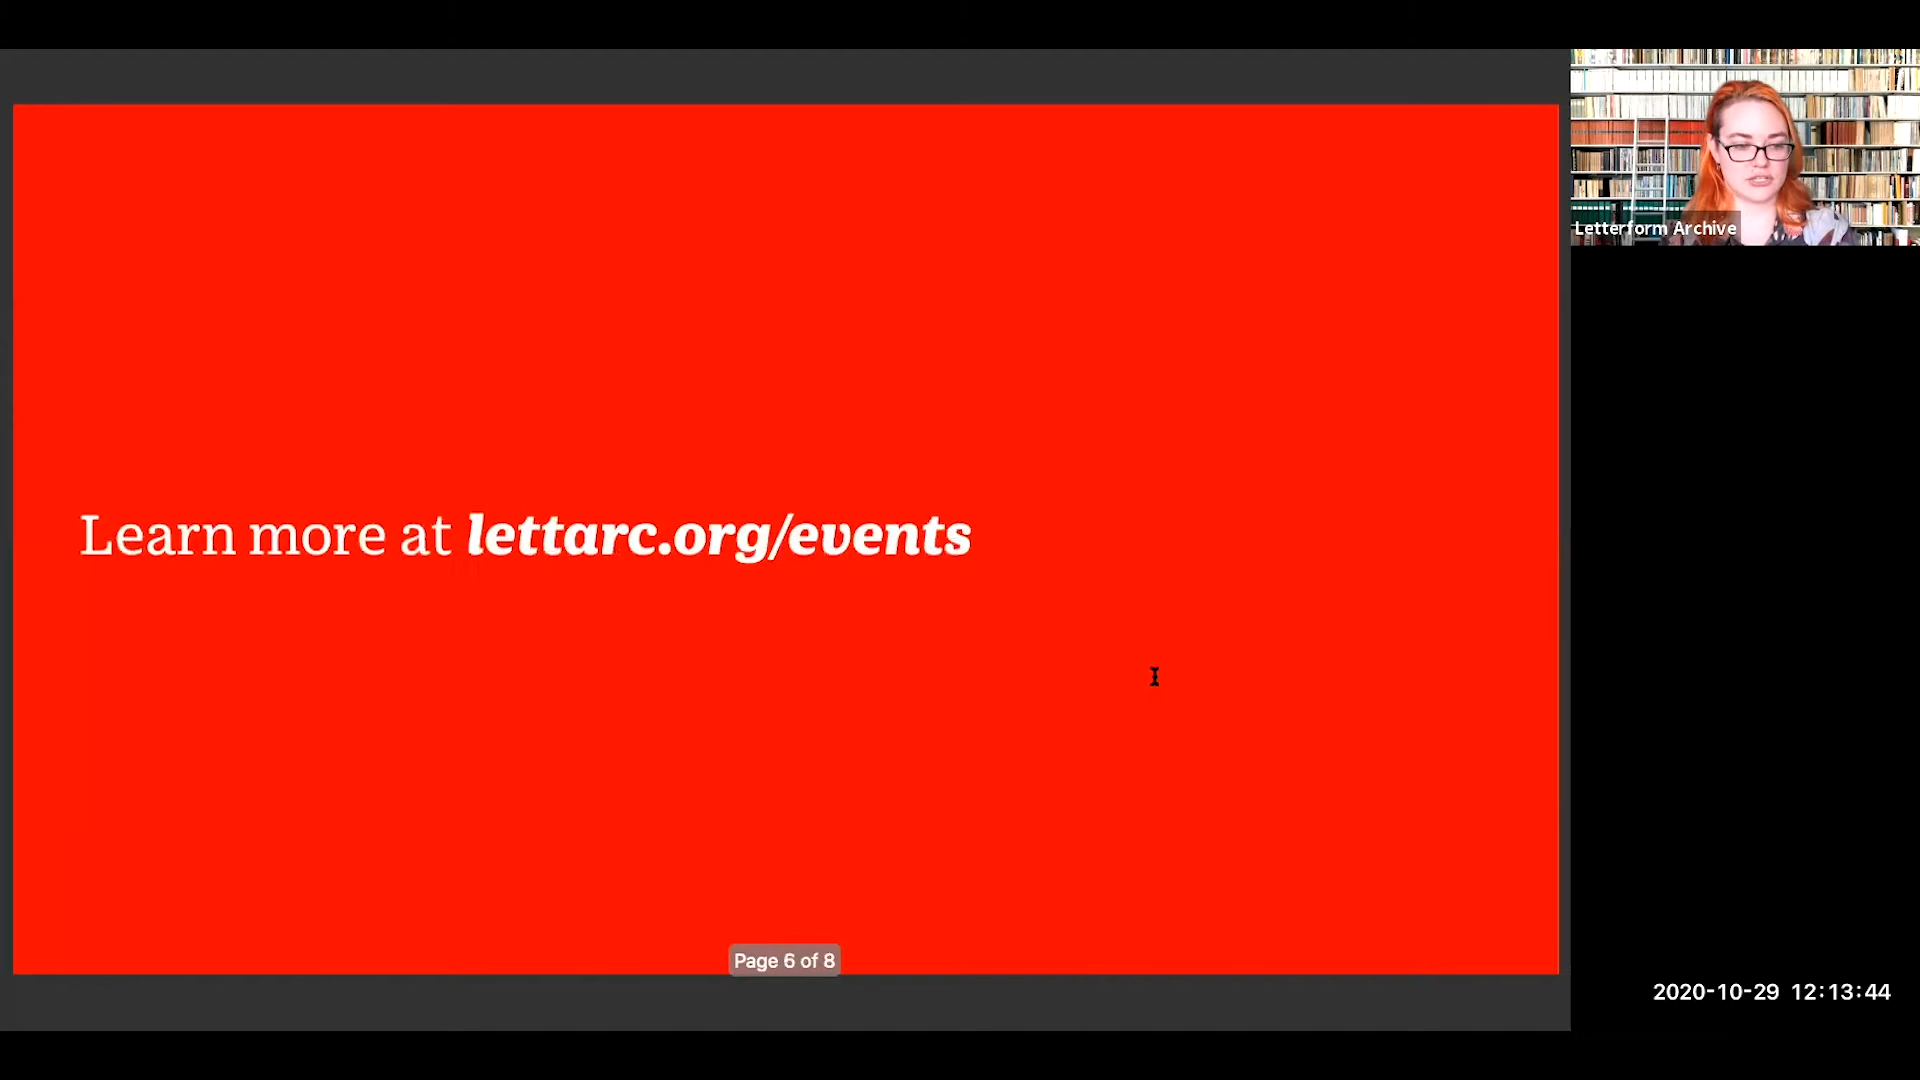 Letterform Archive
Learn more at lettarc.org/events
Page 6 of 8
2020-10-29 12:13:44